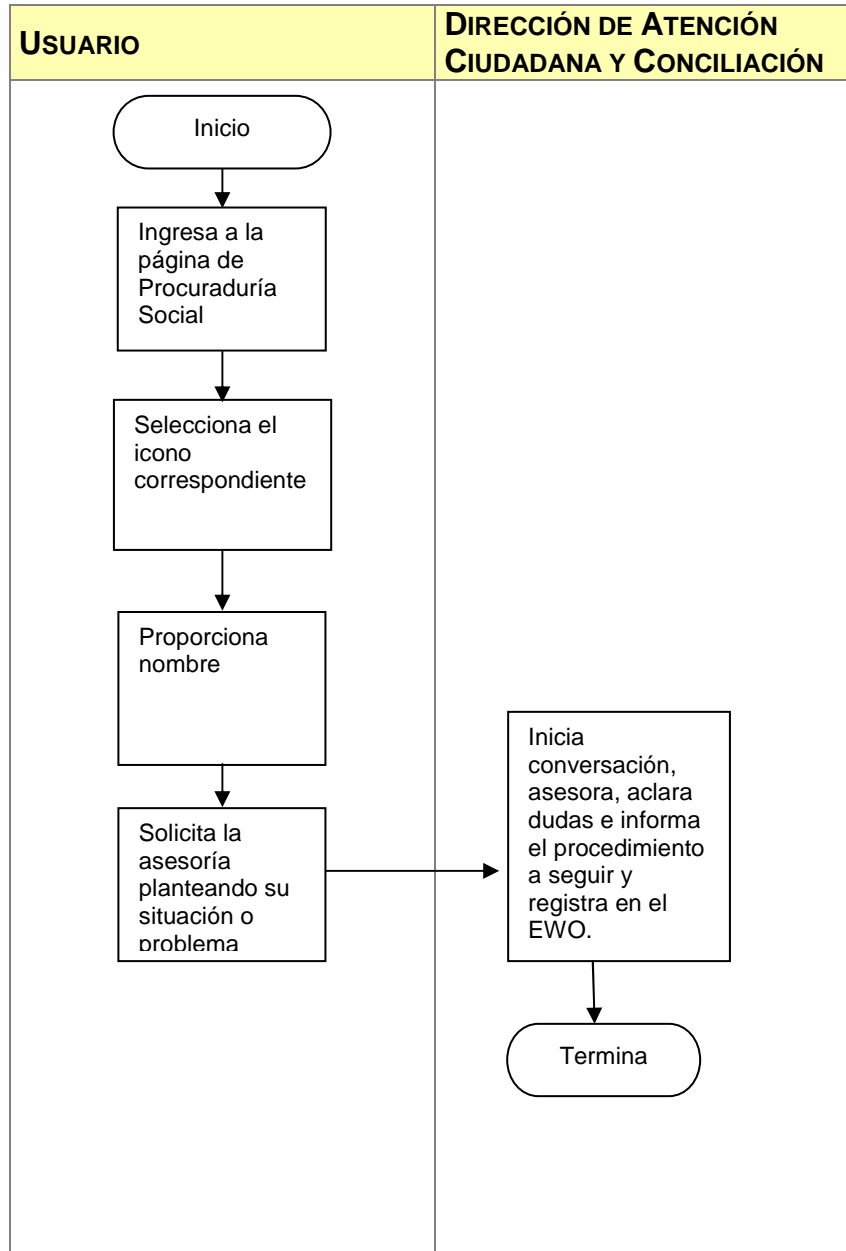 USUARIO
DIRECCIÓN DE ATENCIÓN
CIUDADANA Y CONCILIACIÓN
Inicio
Ingresa a la
página de
Procuraduría
Social
Selecciona el
icono
correspondiente
Proporciona
nombre
Solicita la
asesoría
planteando su
situación o
problema
Inicia
conversación,
asesora, aclara
dudas e informa
el procedimiento
a seguir y
registra en el
EWO.
Termina